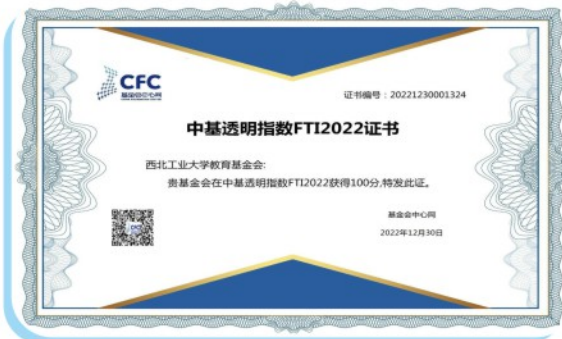 CFC
基金会中心网
证书编号：20221230001324
中基透明指数FTI2022证书
西北工业大学教育基金会:
贵基金会在中基透明指数FTI2022获得100分,特发此证。
基金会中心网
2022年12月30日